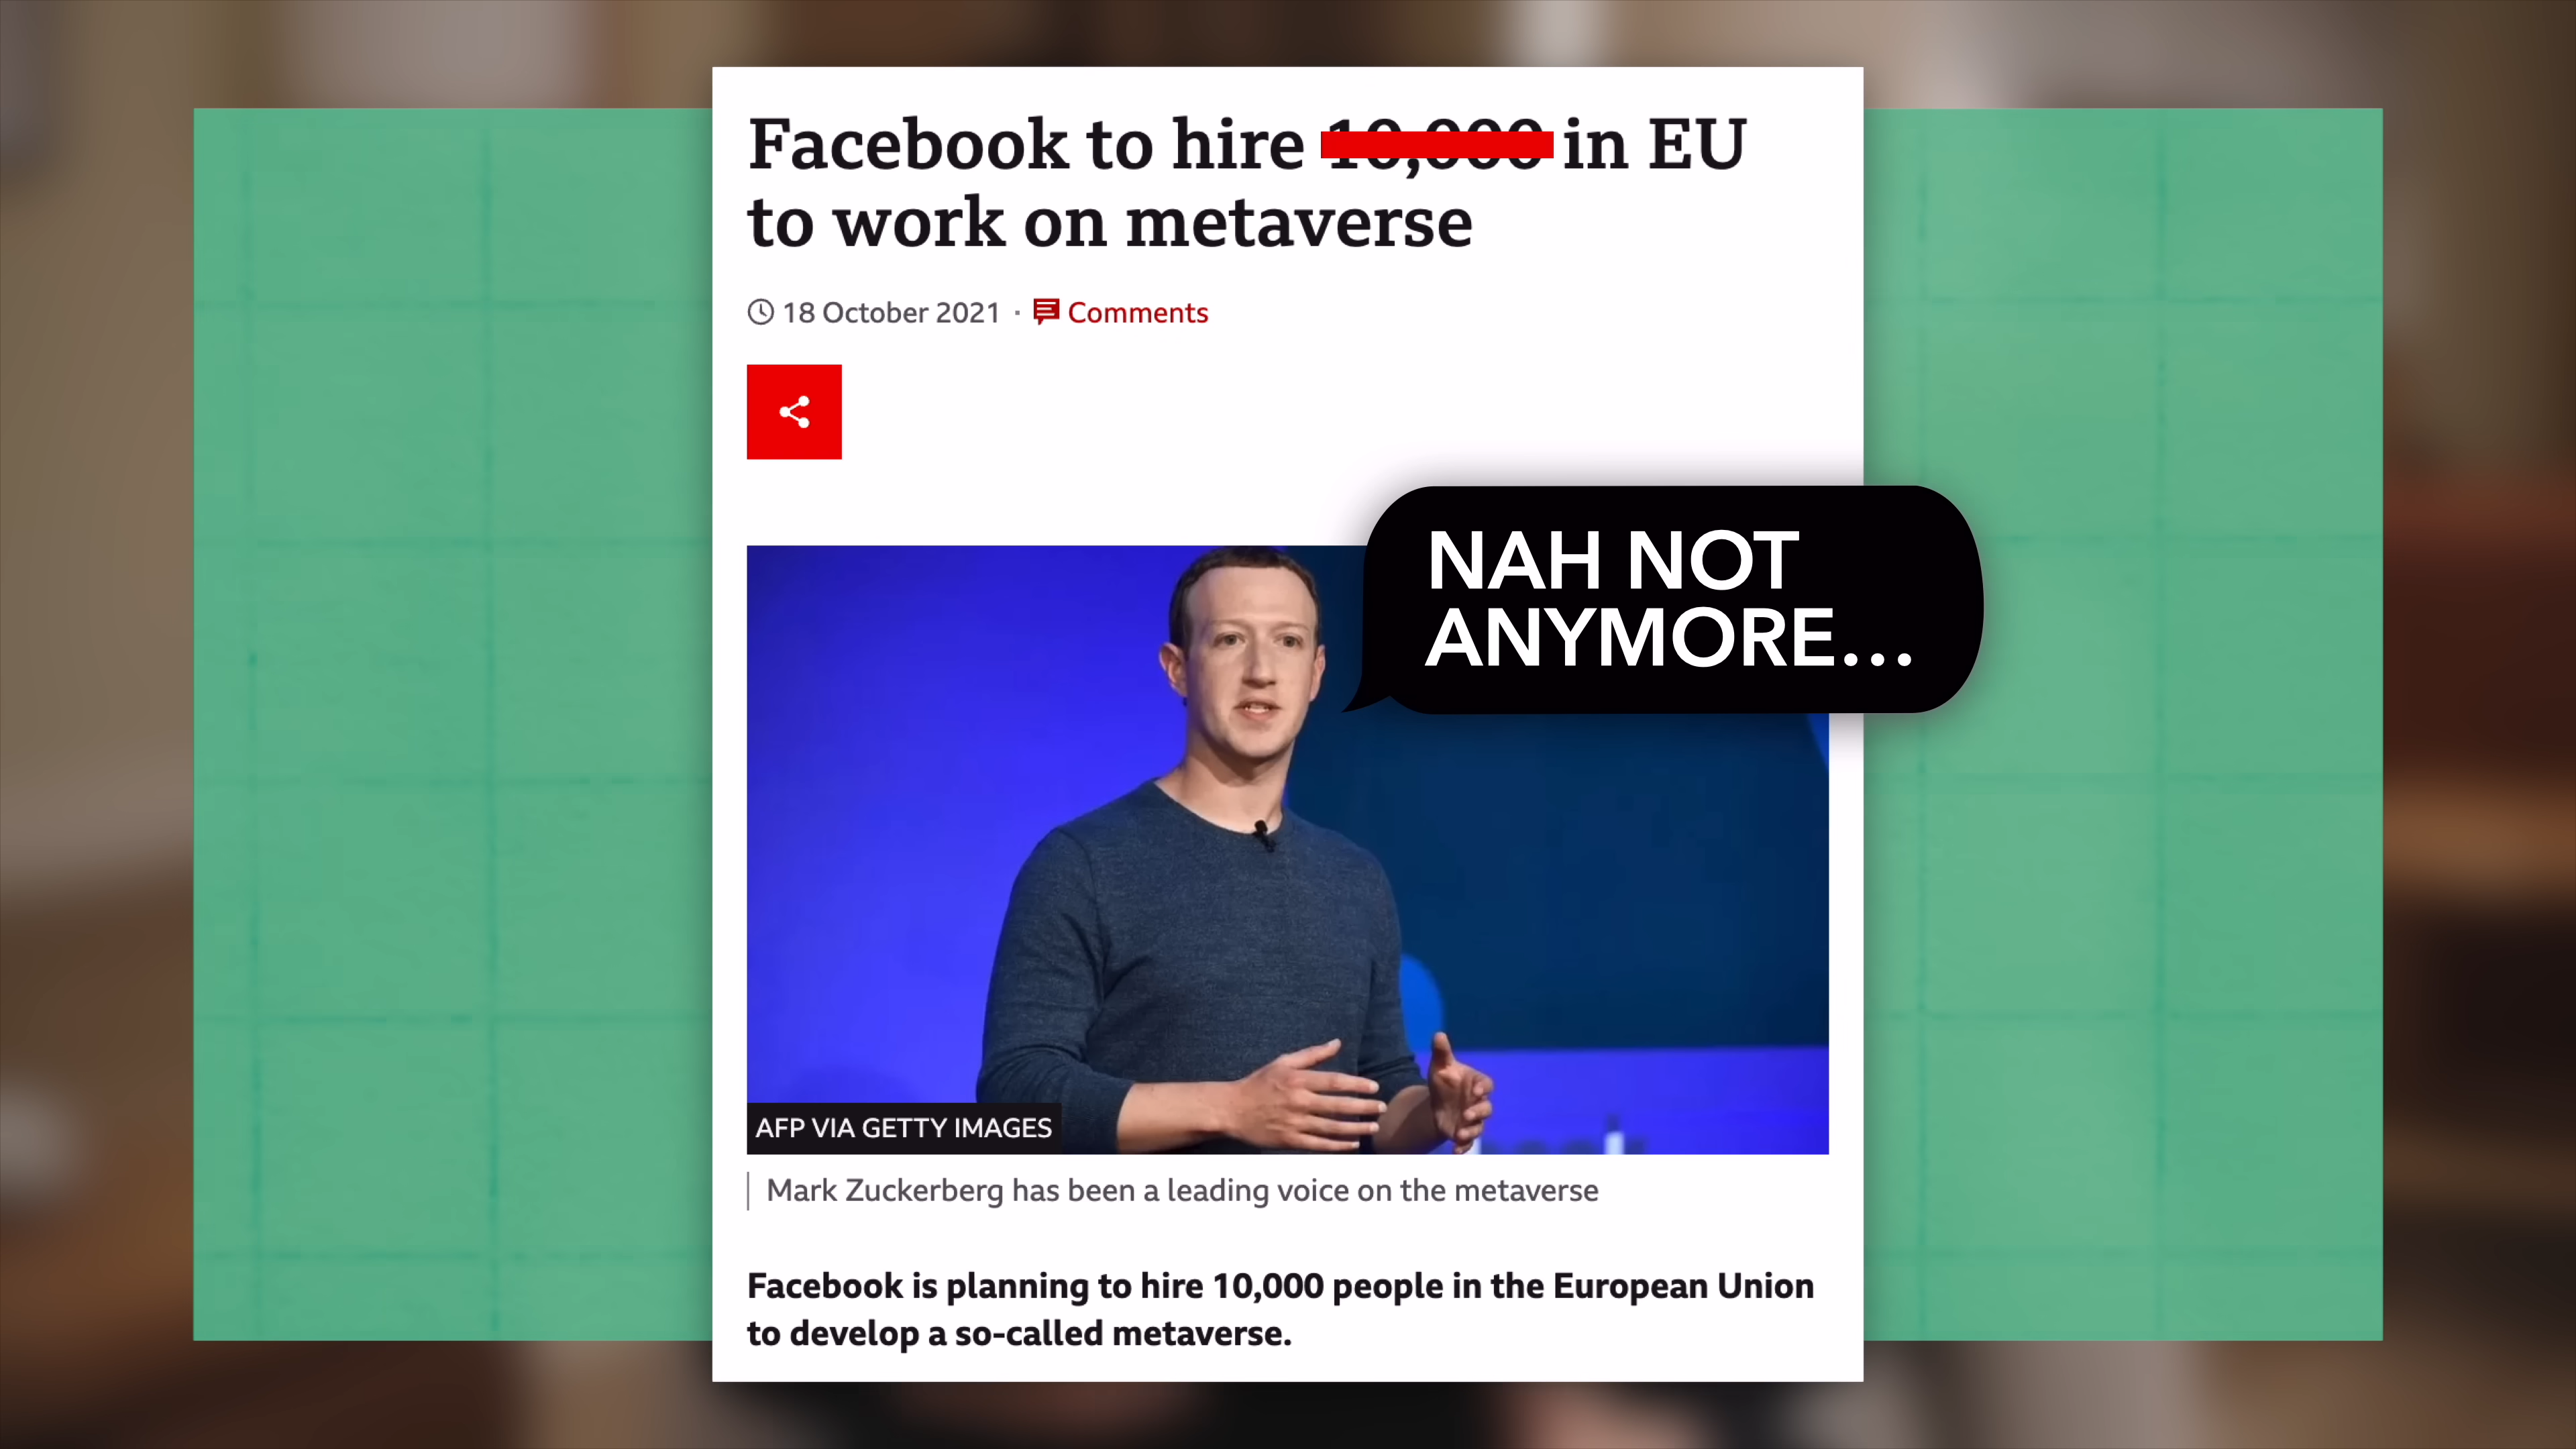 Facebook to hire 10,000 in EU
to work on metaverse
18 October 2021 · Comments
NAH NOT
ANYMORE...
AFP VIA GETTY IMAGES
Mark Zuckerberg has been a leading voice on the metaverse
Facebook is planning to hire 10,000 people in the European Union
to develop a so-called metaverse.